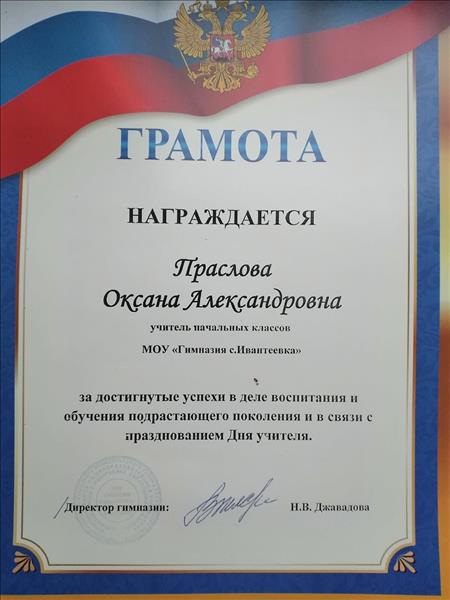 ГРАМОТА
НАГРАЖДАЕТСЯ
Праслова
Оксана Александровна
учитель начальных классов
МОУ «Гимназия с.Ивантеевка»
за достигнутые успехи в деле воспитания и
обучения подрастающего поколения и в связи с
празднованием Дня учителя.
Директор гимназии: Н.В. Джавадова